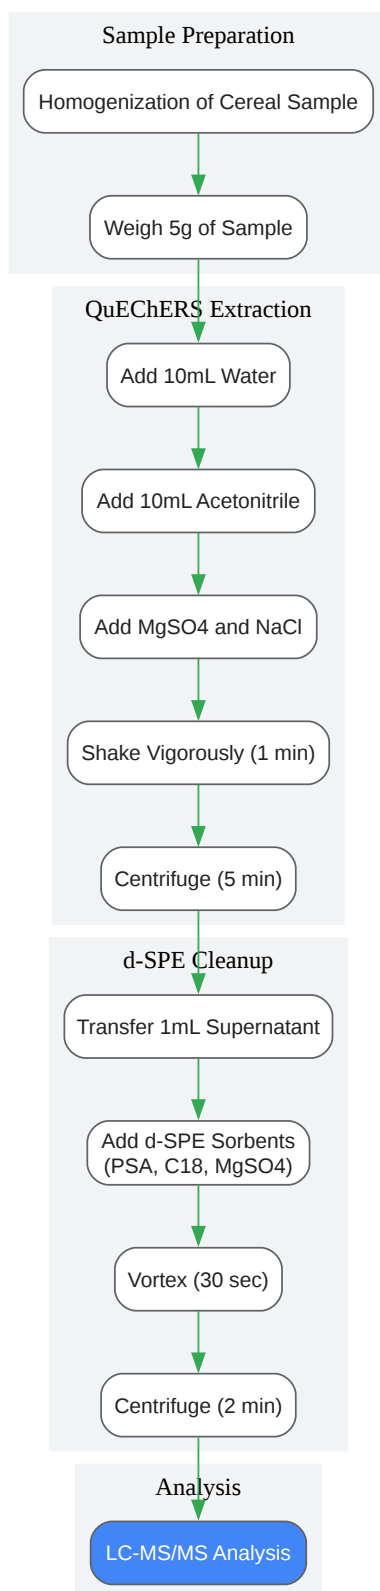 Sample Preparation
Homogenization of Cereal Sample
Weigh 5g of Sample
QuEChERS Extraction
Add 10mL Water
Add 10mL Acetonitrile
Add MgSO4 and NaCl
Shake Vigorously (1 min)
Centrifuge (5 min)
d-SPE Cleanup
Transfer 1mL Supernatant
Add d-SPE Sorbents
(PSA, C18, MgSO4)
Vortex (30 sec)
Centrifuge (2 min)
Analysis
LC-MS/MS Analysis